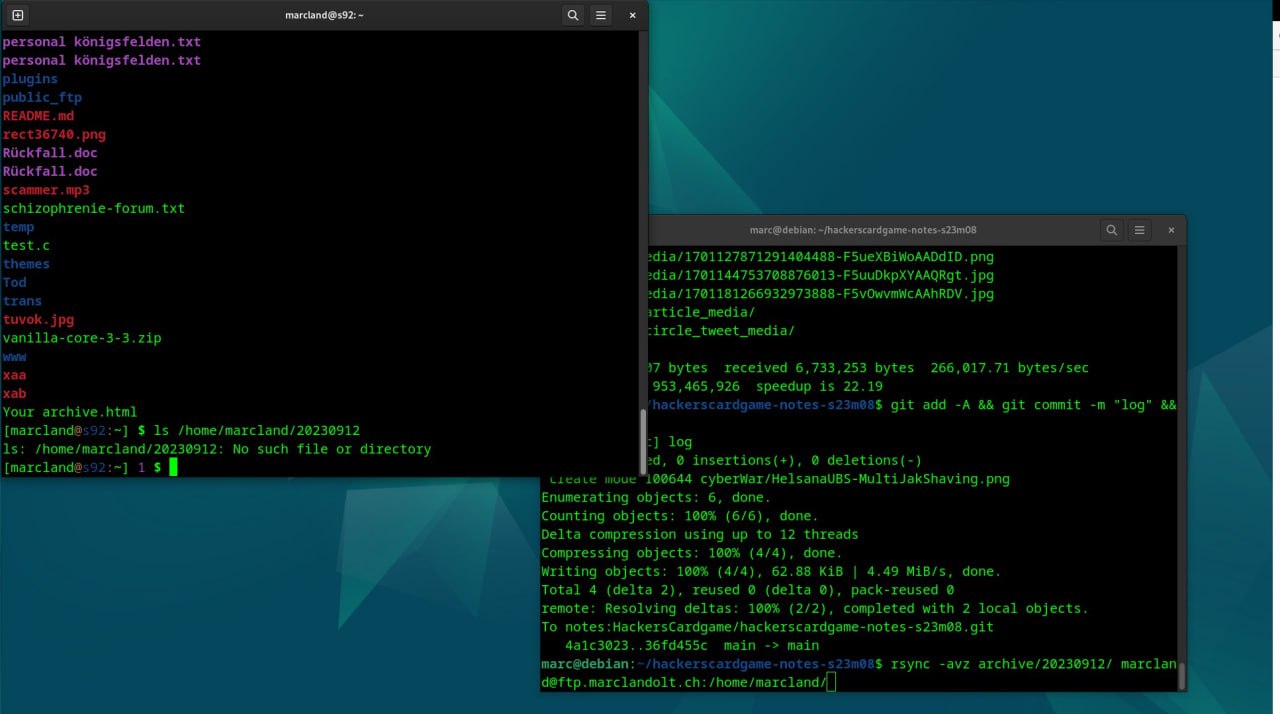 marcland@s92: ~
personal königsfelden.txt
personal königsfelden.txt
plugins
public_ftp
README.md
rect36740.png
Rückfall.doc
Rückfall.doc
scammer.mp3
schizophrenie-forum.txt
temp
test.c
themes
Tod
trans
tuvok.jpg
vanilla-core-3-3.zip
www
xaa
xab
Your archive.html
[marcland@s92:~] $ ls /home/marcland/20230912
ls: /home/marcland/20230912: No such file or directory
[marcland@s92:~] 1 $
marc@debian: ~/hackerscardgame-notes-s23m08
edia/1701127871291404488-F5ueXBiWoAADdID.png
edia/1701144753708876013-F5uuDkpXYAAQRgt.jpg
edia/1701181266932973888-F5vOwvmWcAAhRDV.jpg
article_media/
circle_tweet_media/
07 bytes  received 6,733,253 bytes  266,017.71 bytes/sec
953,465,926  speedup is 22.19
/hackerscardgame-notes-s23m08$ git add -A && git commit -m "log" &&
] log
ed, 0 insertions(+), 0 deletions(-)
create mode 100644 cyberWar/HelsanaUBS-MultiJakShaving.png
Enumerating objects: 6, done.
Counting objects: 100% (6/6), done.
Delta compression using up to 12 threads
Compressing objects: 100% (4/4), done.
Writing objects: 100% (4/4), 62.88 KiB | 4.49 MiB/s, done.
Total 4 (delta 2), reused 0 (delta 0), pack-reused 0
remote: Resolving deltas: 100% (2/2), completed with 2 local objects.
To notes:HackersCardgame/hackerscardgame-notes-s23m08.git
4a1c3023..36fd455c  main -> main
marc@debian:~/hackerscardgame-notes-s23m08$ rsync -avz archive/20230912/ marclan
d@ftp.marclandolt.ch:/home/marcland/